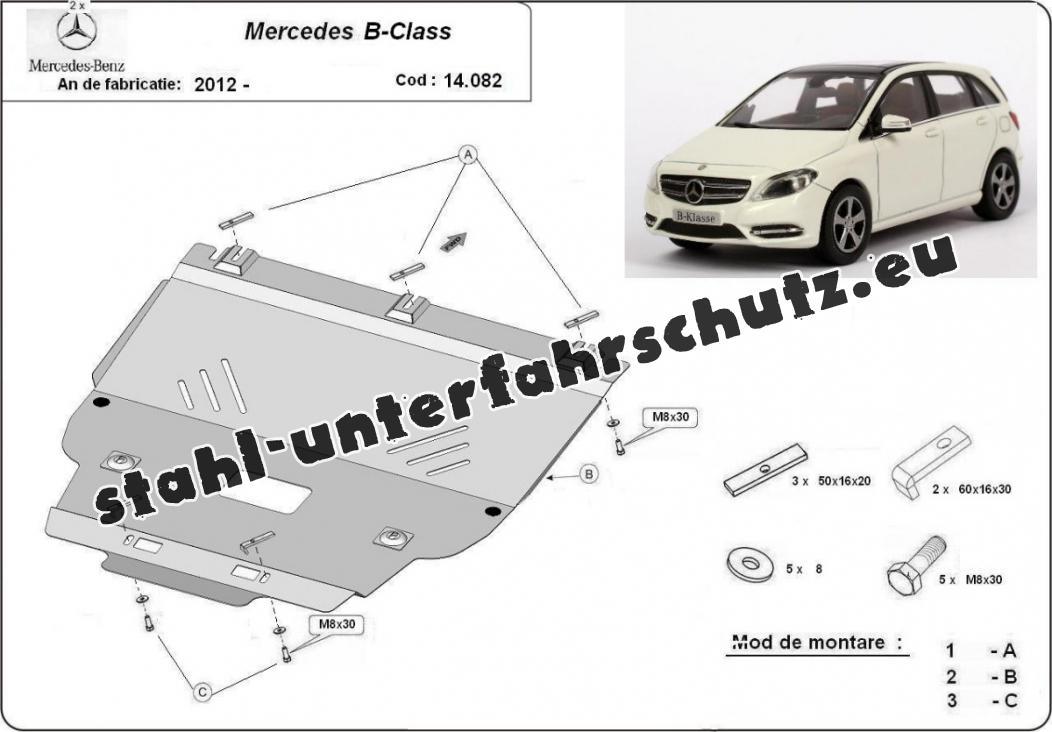 2 x
Mercedes-Benz
Mercedes B-Class
An de fabricatie: 2012 -
Cod : 14.082
B-Klasse
A
M8x30
B
stahl-unterfahrschutz.eu
3 x 50x16x20
2 x 60x16x30
5 x 8
5 x M8x30
M8x30
C
Mod de montare :
1 - A
2 - B
3 - C